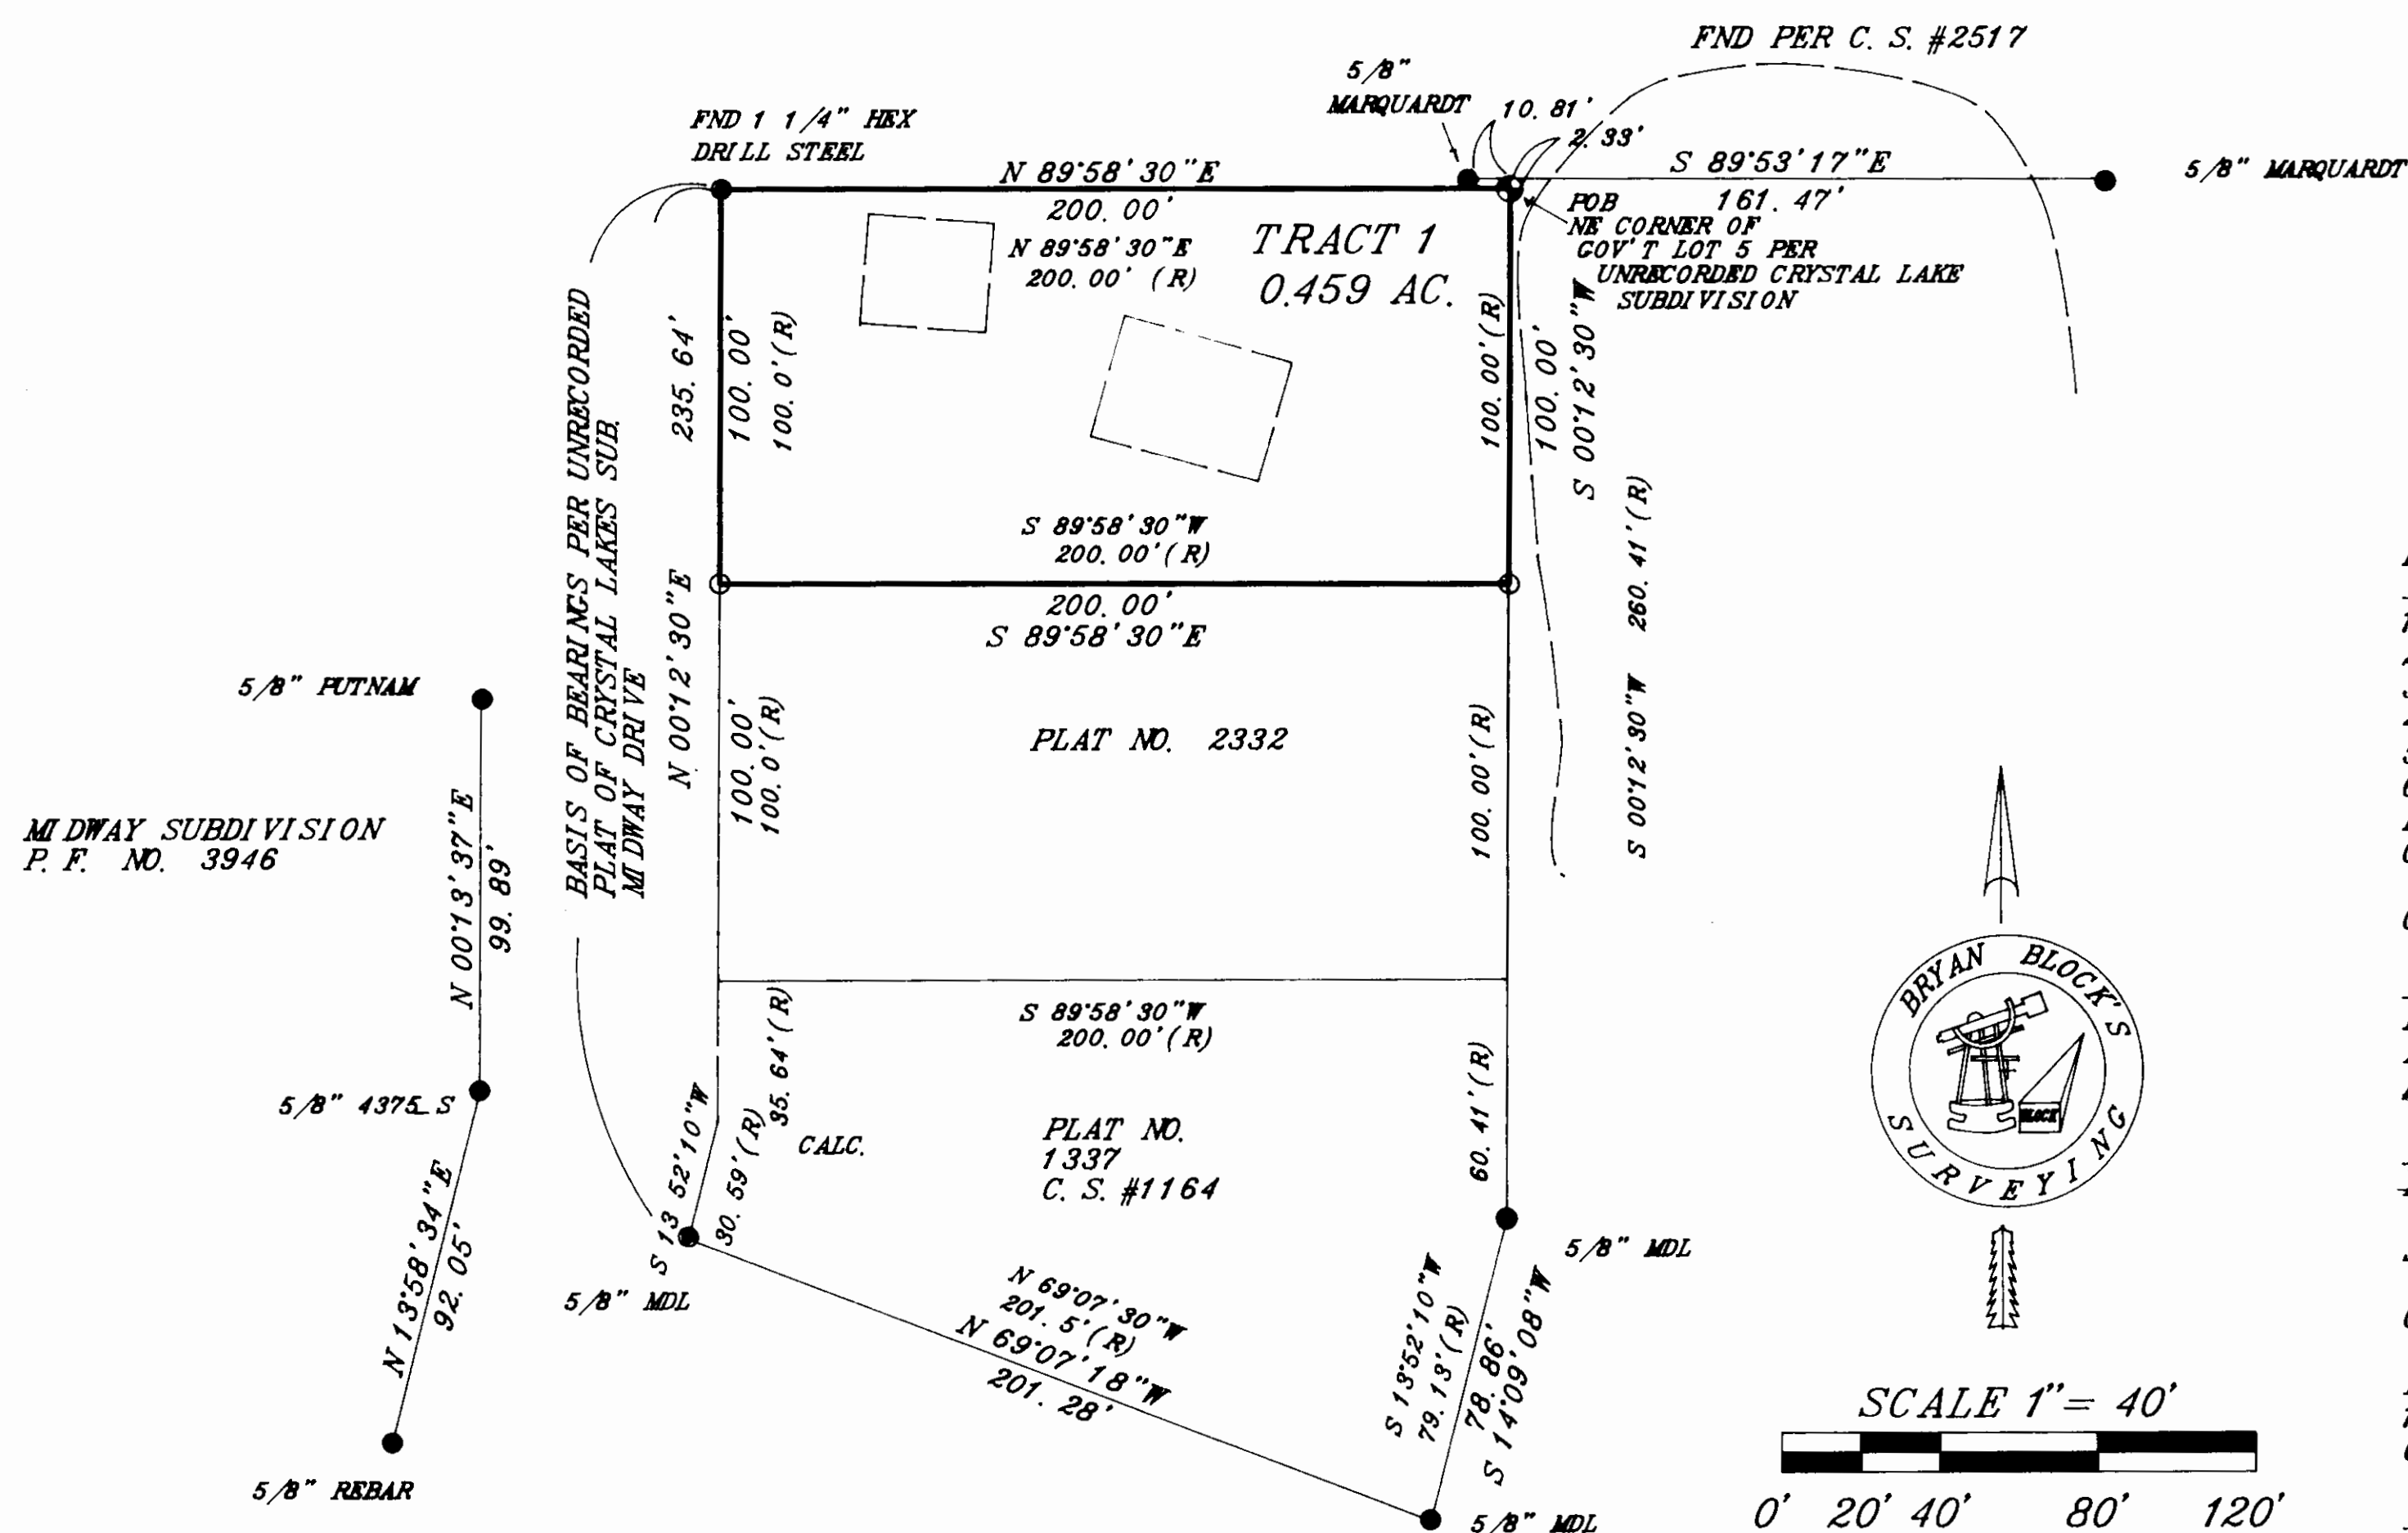 FND PER C. S. #2517
5/8"
MARQUARDT
10. 81'
2. 33'
FND 1 1/4" HEX
DRILL STEEL
N 89°58'30"E
200. 00'
N 89°58'30"E
200. 00' (R)
TRACT 1
0.459 AC.
S 89°53'17"E
161. 47'
5/8" MARQUARDT
POB
NE CORNER OF
GOV'T LOT 5 PER
UNRECORDED CRYSTAL LAKE
SUBDIVISION
235. 64'
100. 00'
100. 0'(R)
100. 00'(R)
100. 00'
S 00°12'30"W
S 00°12'30"W 260. 41'(R)
S 89°58'30"W
200. 00'(R)
200. 00'
S 89°58'30"E
BASIS OF BEARINGS PER UNRECORDED
PLAT OF CRYSTAL LAKES SUB.
MIDWAY DRIVE
N 00°12'30"E
5/8" PUTNAM
MIDWAY SUBDIVISION
P. F. NO. 3946
N 00°13'37"E
99. 89'
100. 00'
100. 0'(R)
PLAT NO. 2332
100. 00'(R)
5/8" 4375 S
N 13°58'34"E
92. 05'
5/8" REBAR
S 89°58'30"W
200. 00'(R)
35. 64'(R)
S 13 52'10"W
30. 59'(R)
CALC.
PLAT NO.
1337
C. S. #1164
60. 41'(R)
5/8" MDL
5/8" MDL
N 69°07'30"W
201. 5'(R)
N 69°07'18"W
201. 28'
S 13°52'10"W
79. 13'(R)
78. 86'
S 14°09'08"W
5/8" MDL
BRYAN BLOCK'S
BLOCK
SURVEYING
SCALE 1"= 40'
0' 20' 40' 80' 120'